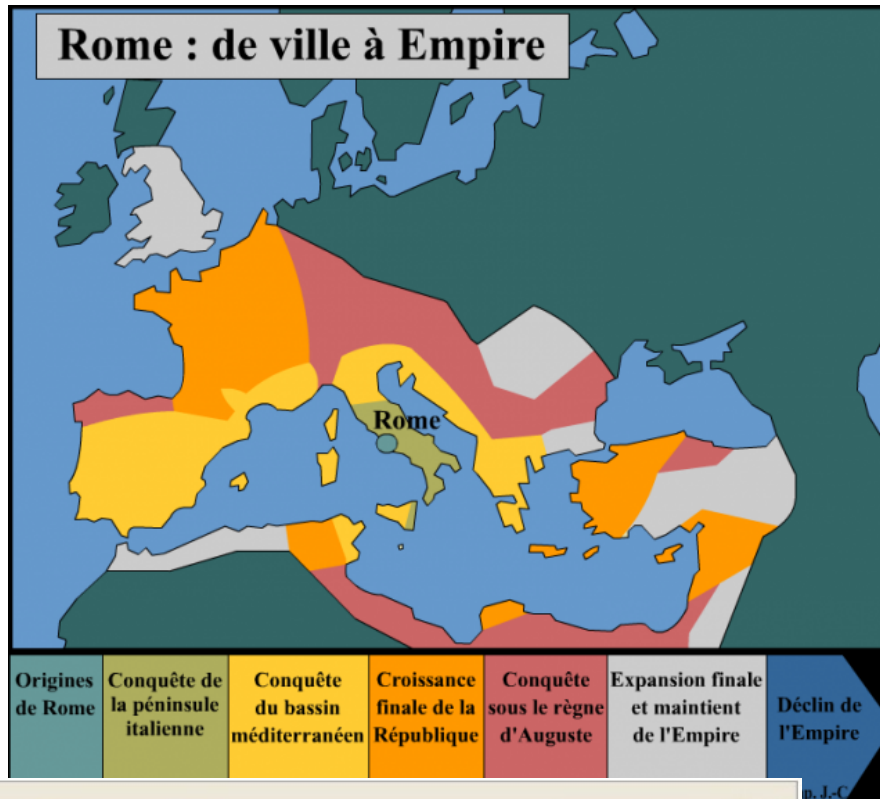 Rome : de ville à Empire
Rome
Origines
de Rome
Conquête de
la péninsule
italienne
Conquête
du bassin
méditerranéen
Croissance
finale de la
République
Conquête
sous le règne
d'Auguste
Expansion finale
et maintient
de l'Empire
Déclin de
l'Empire
J.-C